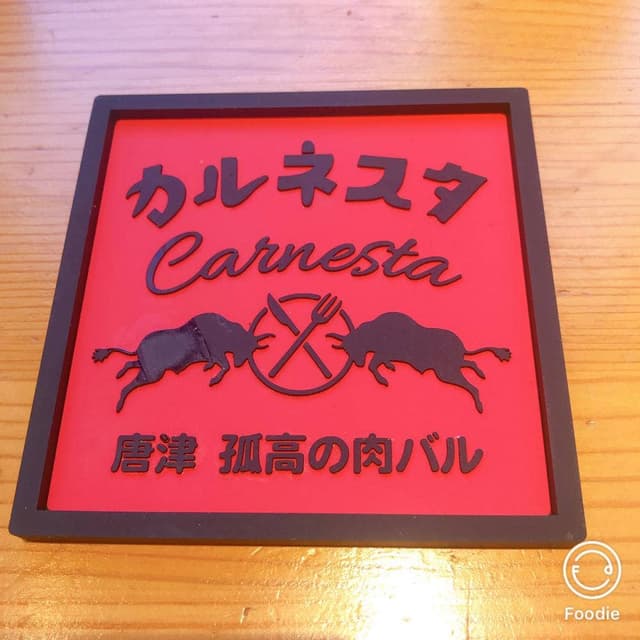 カルネスタ
Carnesta
唐津 孤高の肉バル
Foodie